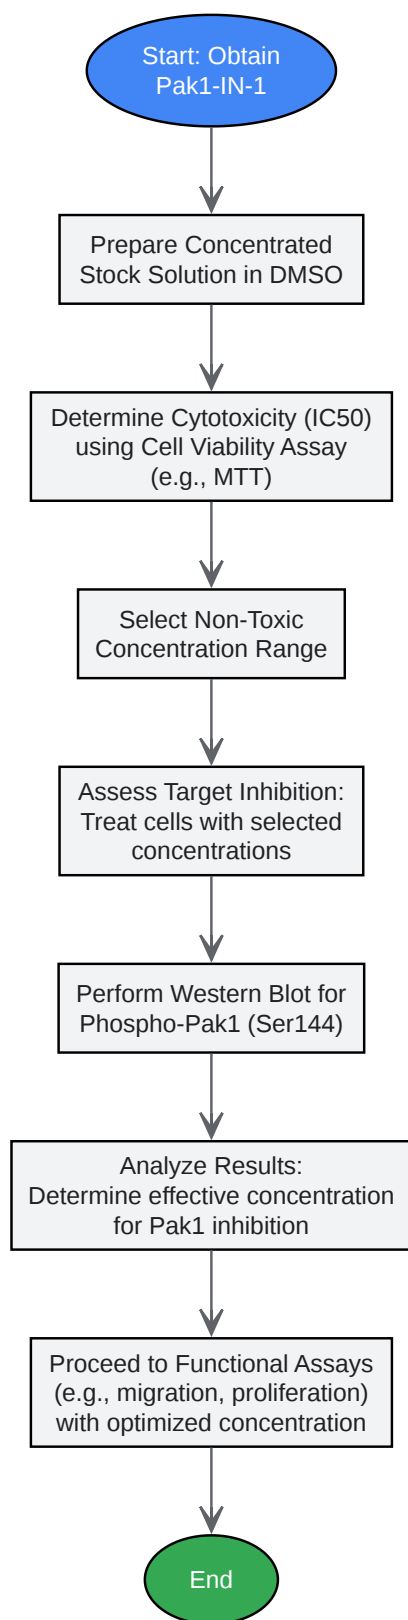 Start: Obtain
Pak1-IN-1
Prepare Concentrated
Stock Solution in DMSO
Determine Cytotoxicity (IC50)
using Cell Viability Assay
(e.g., MTT)
Select Non-Toxic
Concentration Range
Assess Target Inhibition:
Treat cells with selected
concentrations
Perform Western Blot for
Phospho-Pak1 (Ser144)
Analyze Results:
Determine effective concentration
for Pak1 inhibition
Proceed to Functional Assays
(e.g., migration, proliferation)
with optimized concentration
End